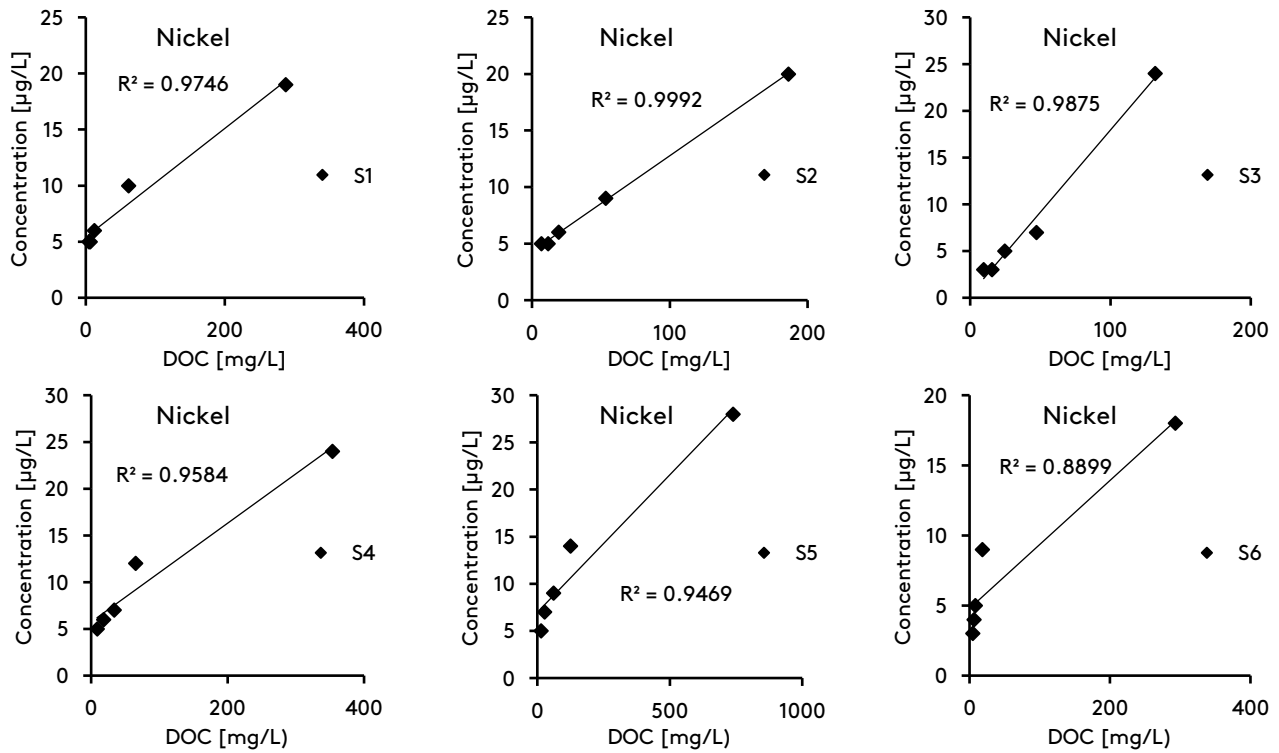 Nickel
R² = 0.9746
S1
Concentration [µg/L]
25
20
15
10
5
0
0 200 400
DOC [mg/L]
Nickel
R² = 0.9992
S2
Concentration [µg/L]
25
20
15
10
5
0
0 100 200
DOC [mg/L]
Nickel
R² = 0.9875
S3
Concentration [µg/L]
30
25
20
15
10
5
0
0 100 200
DOC [mg/L]
Nickel
R² = 0.9584
S4
Concentration [µg/L]
30
25
20
15
10
5
0
0 200 400
DOC [mg/L)
Nickel
R² = 0.9469
S5
Concentration [µg/L]
30
25
20
15
10
5
0
0 500 1000
DOC [mg/L)
Nickel
R² = 0.8899
S6
Concentration [µg/L]
20
15
10
5
0
0 200 400
DOC [mg/L)